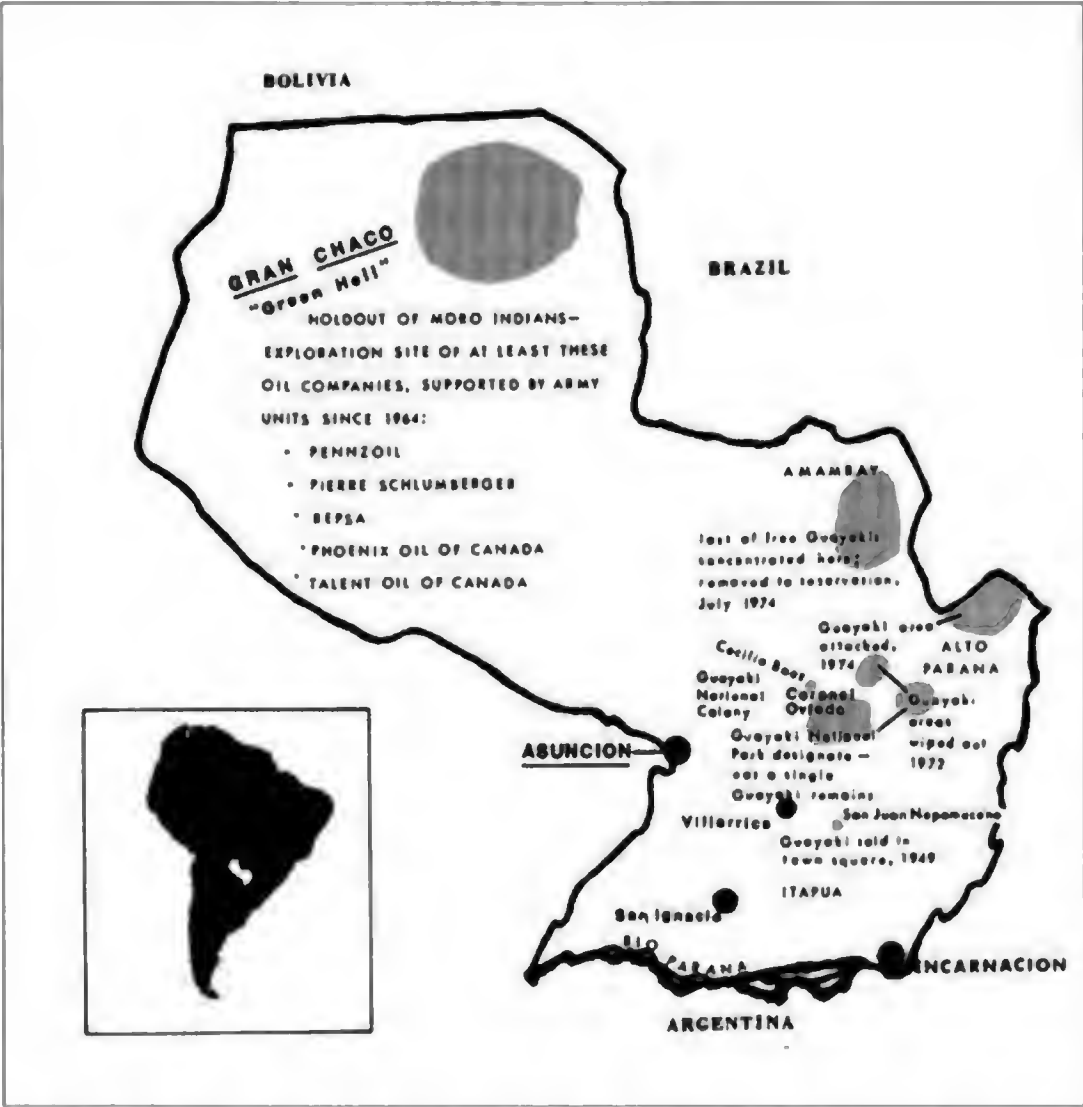 BOLIVIA
BRAZIL
GRAN CHACO
"Green Hell"
HOLDOUT OF MORO INDIANS—
EXPLORATION SITE OF AT LEAST THESE
OIL COMPANIES, SUPPORTED BY ARMY
UNITS SINCE 1964:
• PENNZOIL
• PIERRE SCHLUMBERGER
• REPSA
• PHOENIX OIL OF CANADA
• TALENT OIL OF CANADA
AMAMBAY
last of free Guayakis
concentrated here;
removed to reservation,
July 1974
Guayaki area
attacked,
1974
ALTO
PARANA
Cecilio Baez
Guayaki
National
Colony
Coronel
Oviedo
Guayaki
areas
wiped out
1972
Guayaki National
Park designate —
not a single
Guayaki remains
ASUNCION
Villarrica
San Juan Nepomuceno
Guayaki sold in
town square, 1949
ITAPUA
San Ignacio
RIO
PARANA
ENCARNACION
ARGENTINA